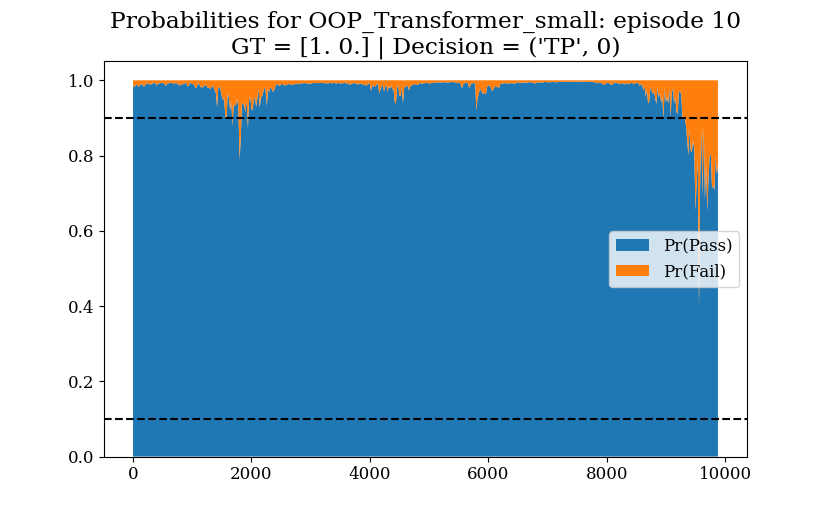 Probabilities for OOP_Transformer_small: episode 10
GT = [1. 0.] | Decision = ('TP', 0)
1.0
0.8
0.6
0.4
0.2
0.0
Pr(Pass)
Pr(Fail)
0 2000 4000 6000 8000 10000